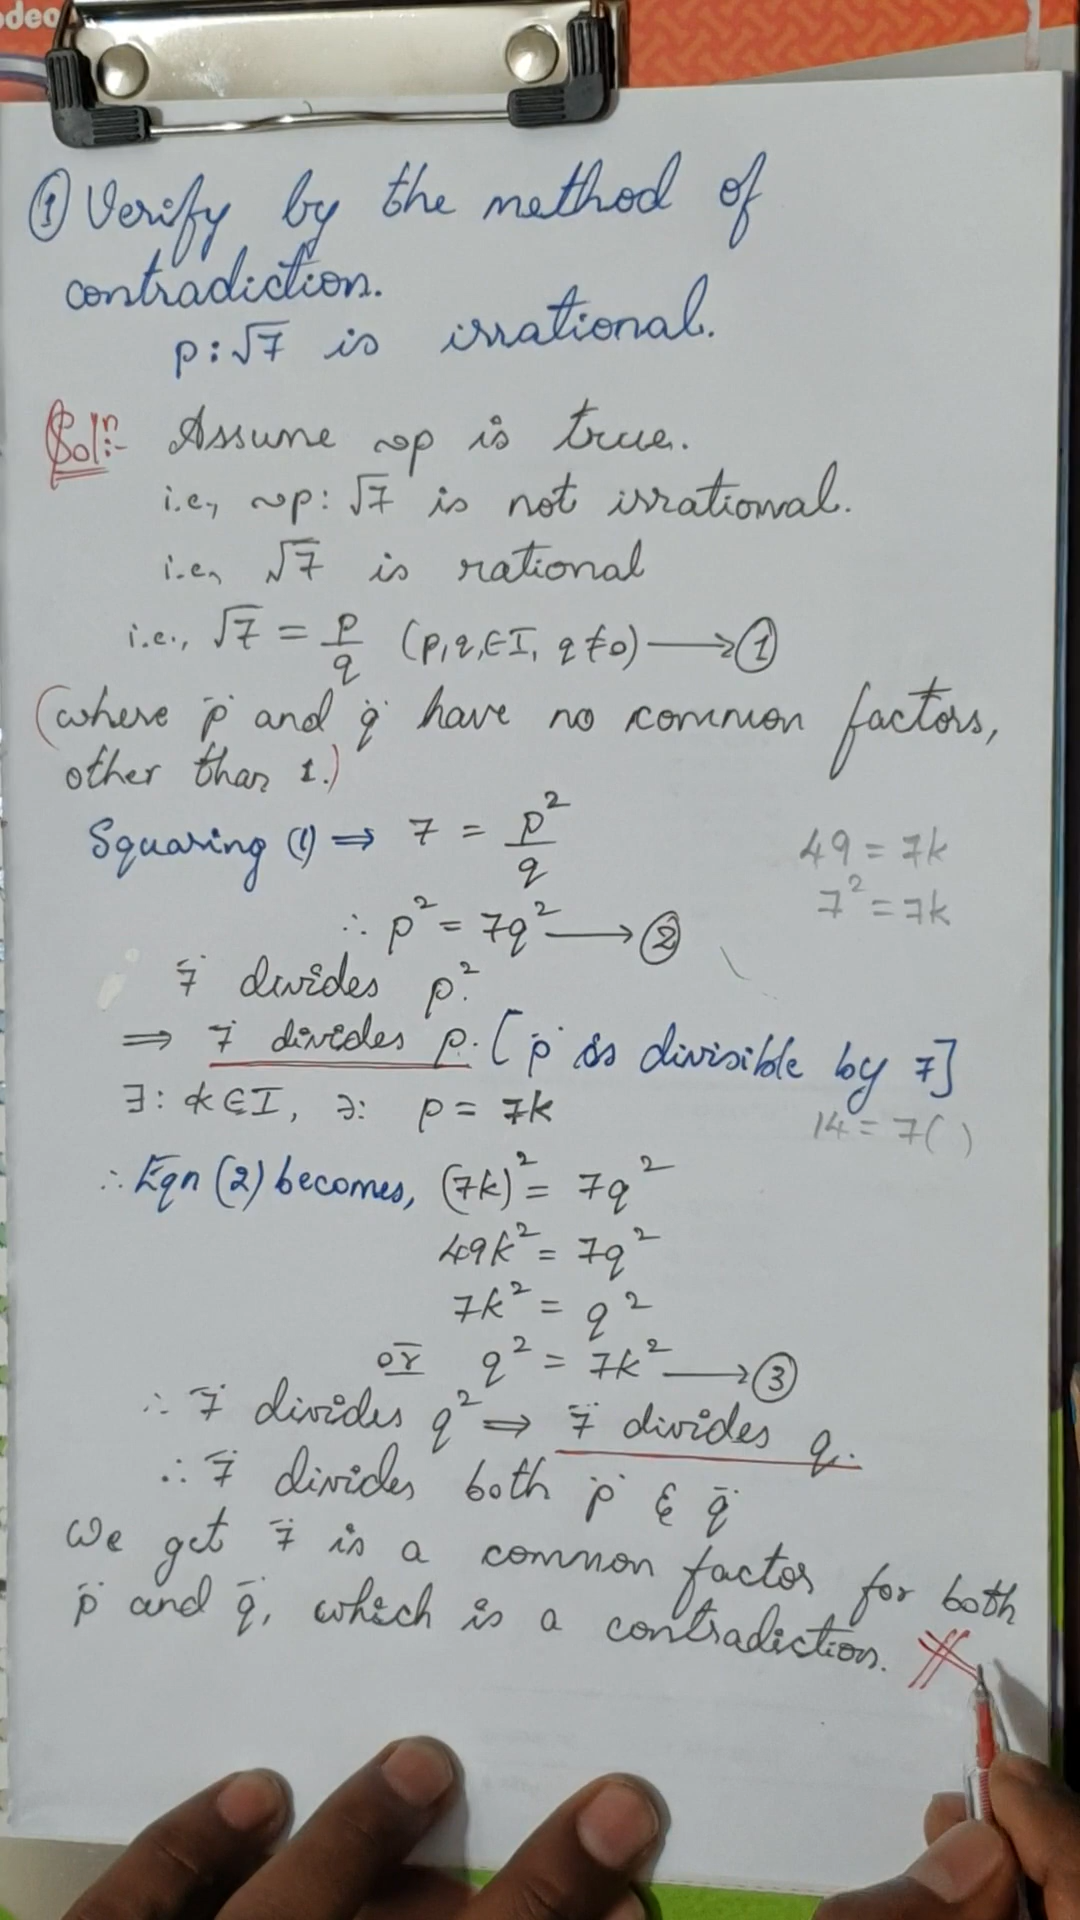 deo
① Verify by the method of
contradiction.
p: √7 is irrational.
Solⁿ:- Assume ~p is true.
i.e., ~p: √7 is not irrational.
i.e., √7 is rational
i.e., √7 = p/q (p, q, ∈ I, q ≠ 0) ⟶ ①
(where 'p' and 'q' have no common factors,
other than 1.)
Squaring (1) ⇒ 7 = p²/q
49 = 7k
7² = 7k
∴ p² = 7q² ⟶ ②
'7' divides p².
⇒ '7' divides p. ['p' is divisible by 7]
∃: k ∈ I, ∋: p = 7k
14 = 7( )
∴ Eqn (2) becomes, (7k)² = 7q²
49k² = 7q²
7k² = q²
or q² = 7k² ⟶ ③
∴ '7' divides q² ⇒ '7' divides q.
∴ '7' divides both 'p' & 'q'
We get '7' is a common factor for both
'p' and 'q', which is a contradiction.